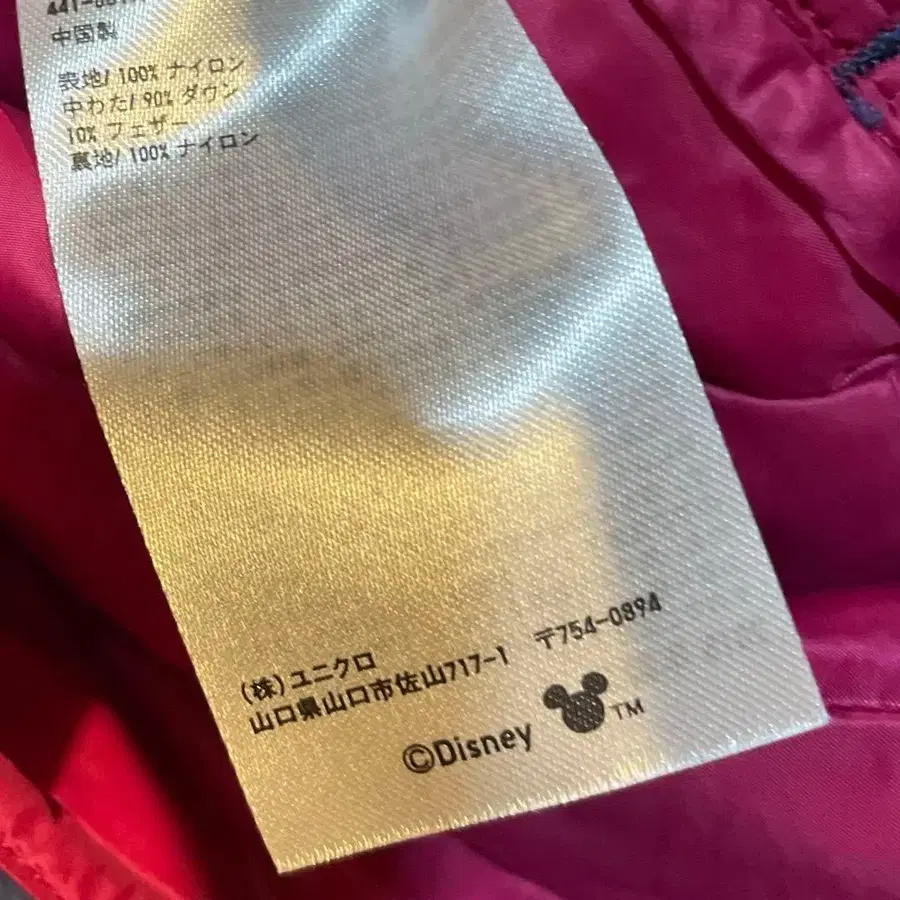 中国製
表地/ 100% ナイロン
中わた/ 90% ダウン
10% フェザー
裏地/ 100% ナイロン
(株)ユニクロ
山口県山口市佐山717-1 〒754-0894
©Disney TM